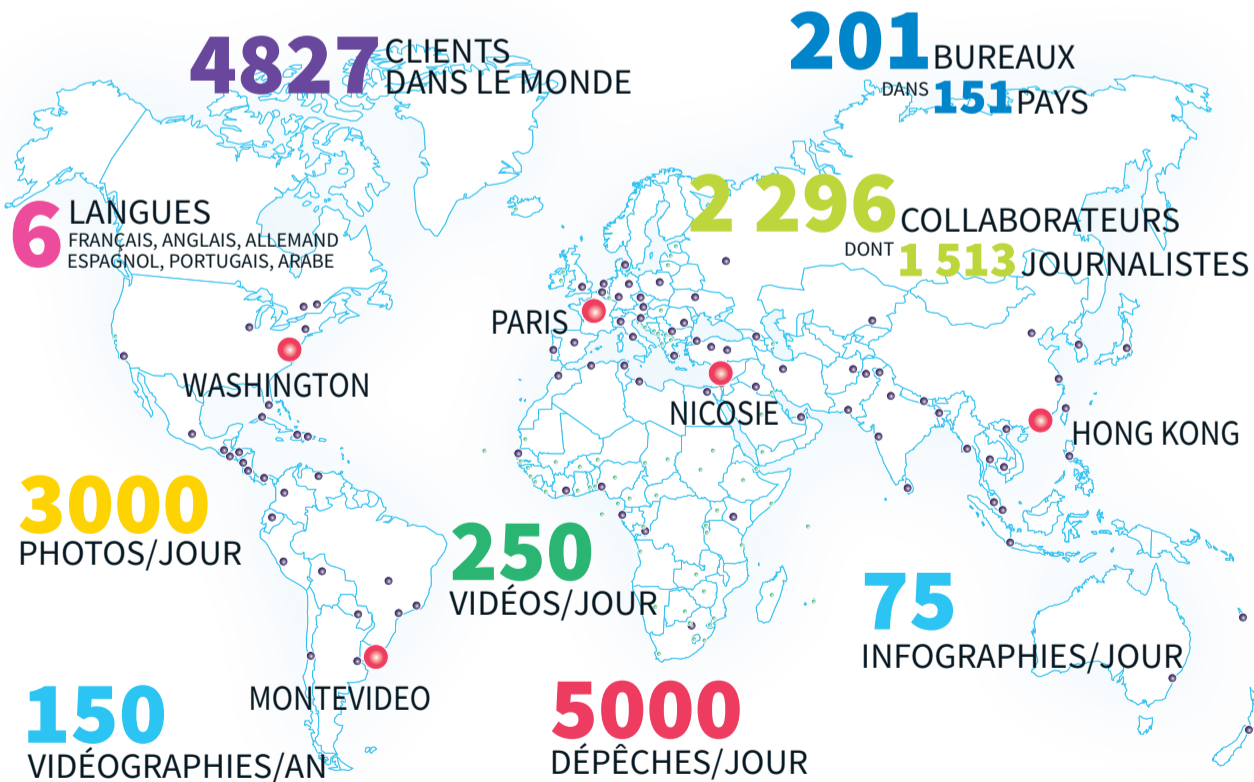 4827 CLIENTS
DANS LE MONDE
201 BUREAUX
DANS 151 PAYS
6 LANGUES
FRANÇAIS, ANGLAIS, ALLEMAND
ESPAGNOL, PORTUGAIS, ARABE
2 296 COLLABORATEURS
DONT 1 513 JOURNALISTES
PARIS
WASHINGTON
NICOSIE
HONG KONG
3000
PHOTOS/JOUR
250
VIDÉOS/JOUR
75
INFOGRAPHIES/JOUR
MONTEVIDEO
150
VIDÉOGRAPHIES/AN
5000
DÉPÊCHES/JOUR